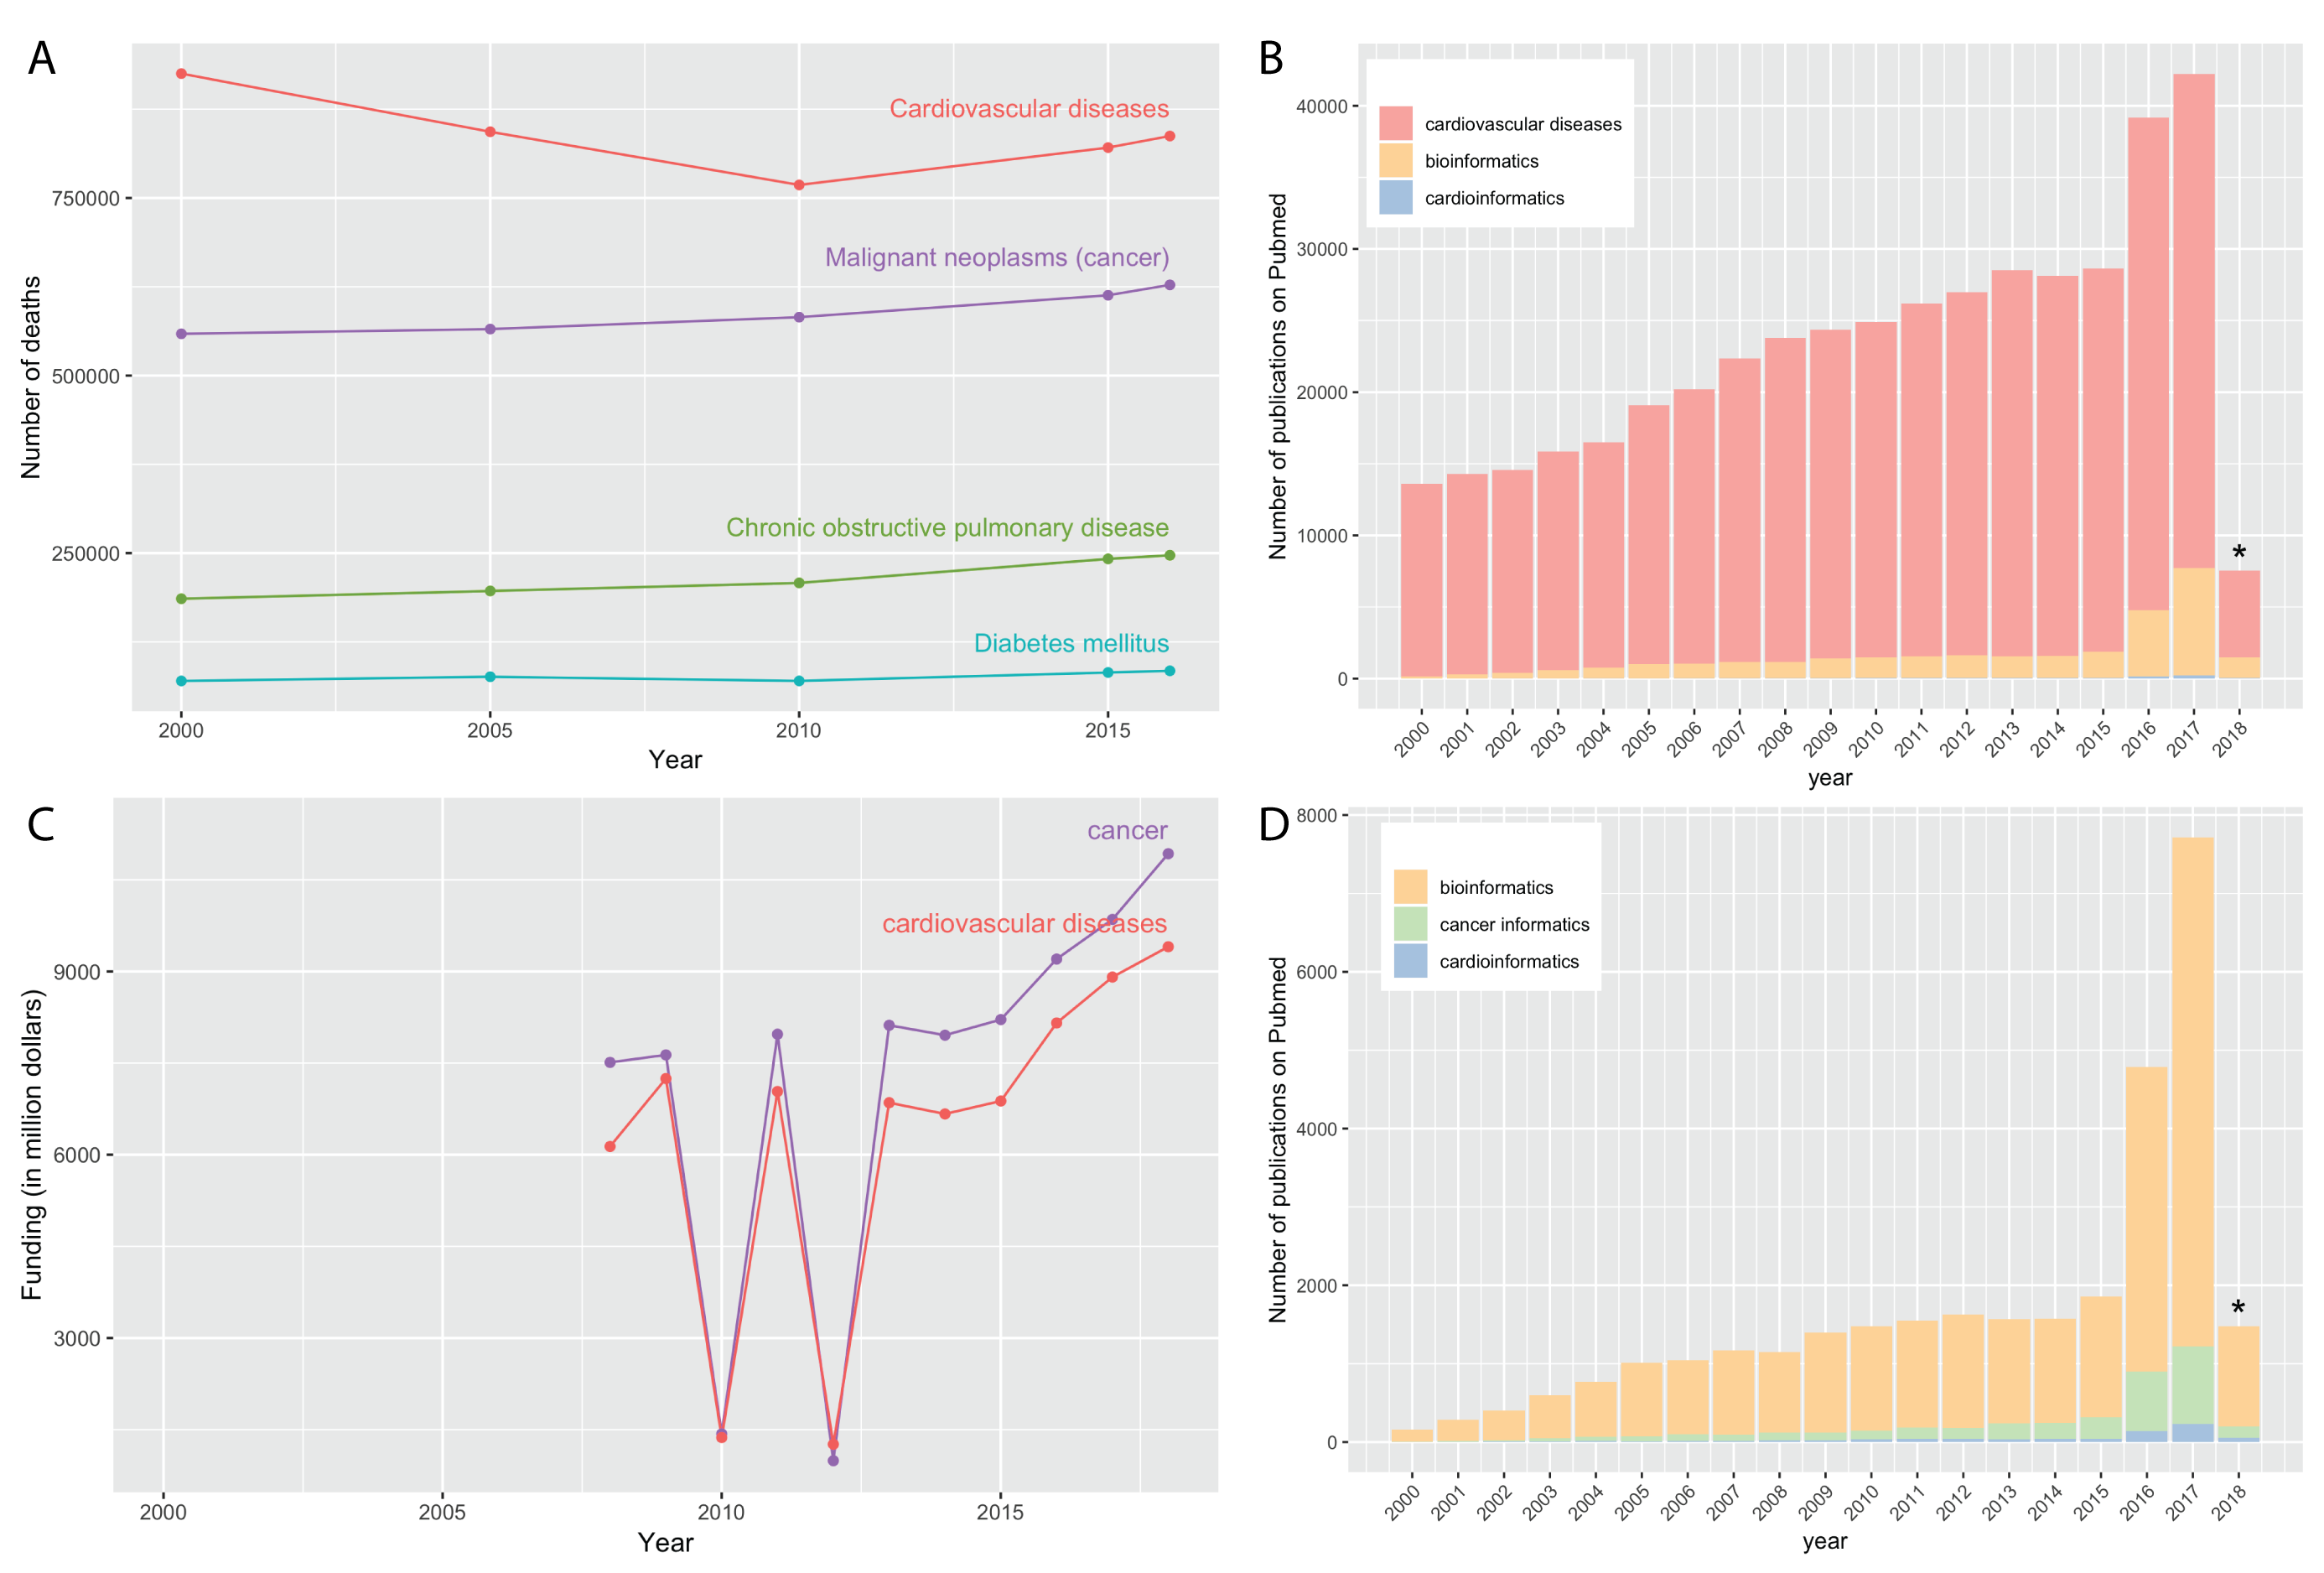 A
Number of deaths
750000
500000
250000
Cardiovascular diseases
Malignant neoplasms (cancer)
Chronic obstructive pulmonary disease
Diabetes mellitus
2000 2005 2010 2015
Year
B
Number of publications on Pubmed
40000
30000
20000
10000
0
cardiovascular diseases
bioinformatics
cardioinformatics
*
2000 2001 2002 2003 2004 2005 2006 2007 2008 2009 2010 2011 2012 2013 2014 2015 2016 2017 2018
year
C
Funding (in million dollars)
9000
6000
3000
cancer
cardiovascular diseases
2000 2005 2010 2015
Year
D
Number of publications on Pubmed
8000
6000
4000
2000
0
bioinformatics
cancer informatics
cardioinformatics
*
2000 2001 2002 2003 2004 2005 2006 2007 2008 2009 2010 2011 2012 2013 2014 2015 2016 2017 2018
year